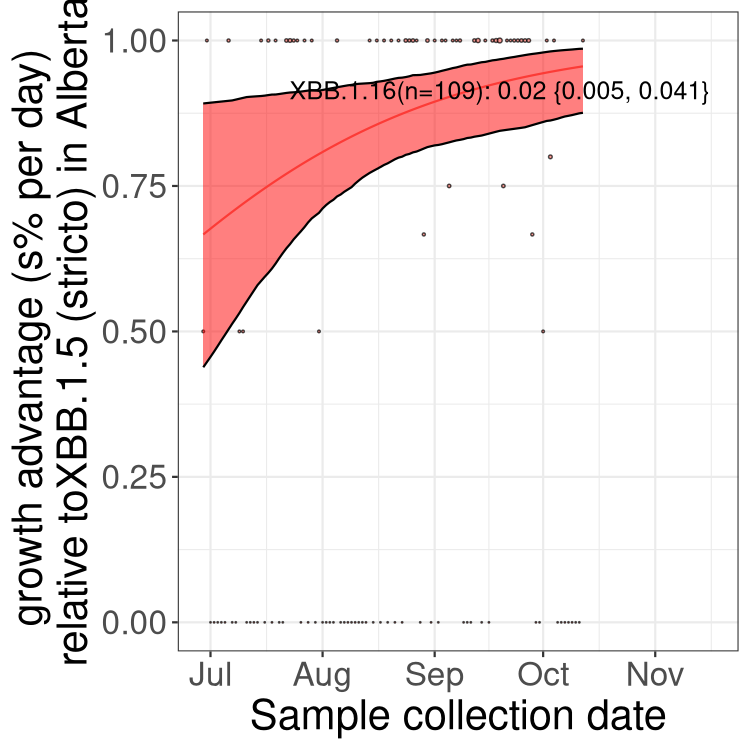 growth advantage (s% per day)
relative toXBB.1.5 (stricto) in Alberta
1.00
0.75
0.50
0.25
0.00
XBB.1.16(n=109): 0.02 {0.005, 0.041}
Jul Aug Sep Oct Nov
Sample collection date